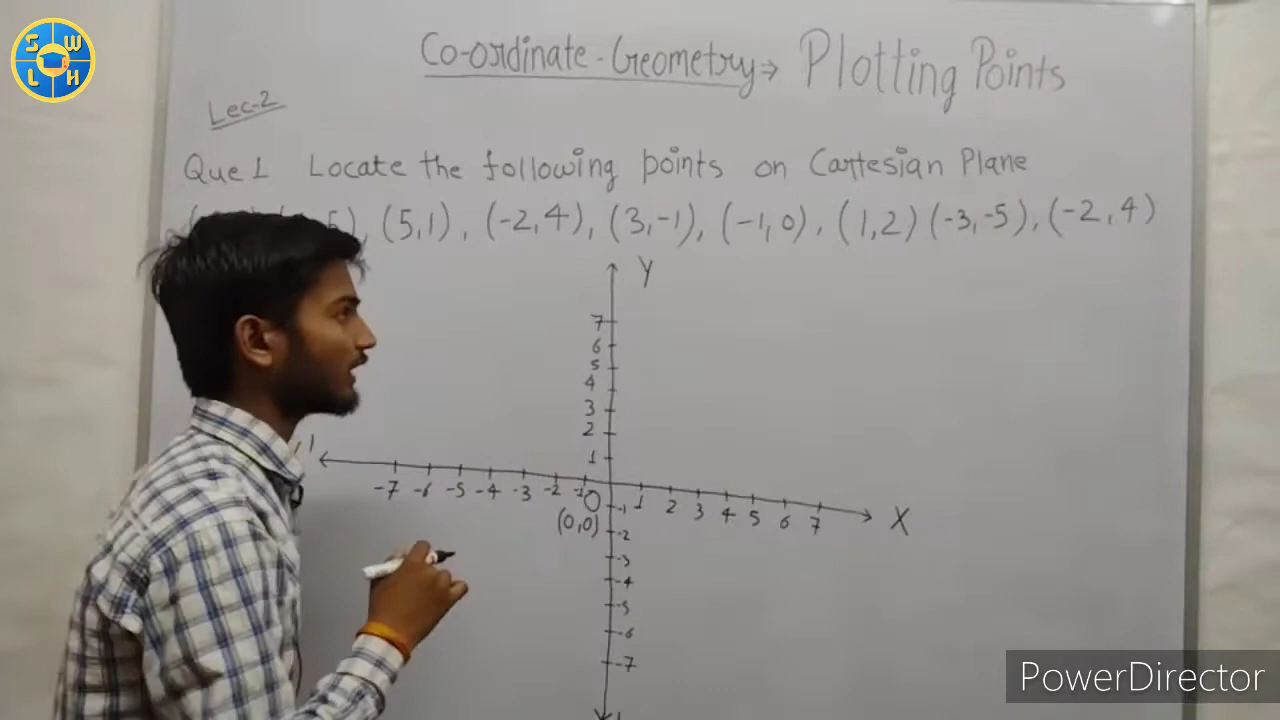 S W
L H
Co-ordinate-Geometry ⇒ Plotting Points
Lec-2
Que 1 Locate the following points on Cartesian Plane
5), (5,1), (-2,4), (3,-1), (-1,0), (1,2) (-3,-5), (-2,4)
Y
7
6
5
4
3
2
1
-7 -6 -5 -4 -3 -2 -1 O 1 2 3 4 5 6 7 X
(0,0)
-1
-2
-3
-4
-5
-6
-7
PowerDirector